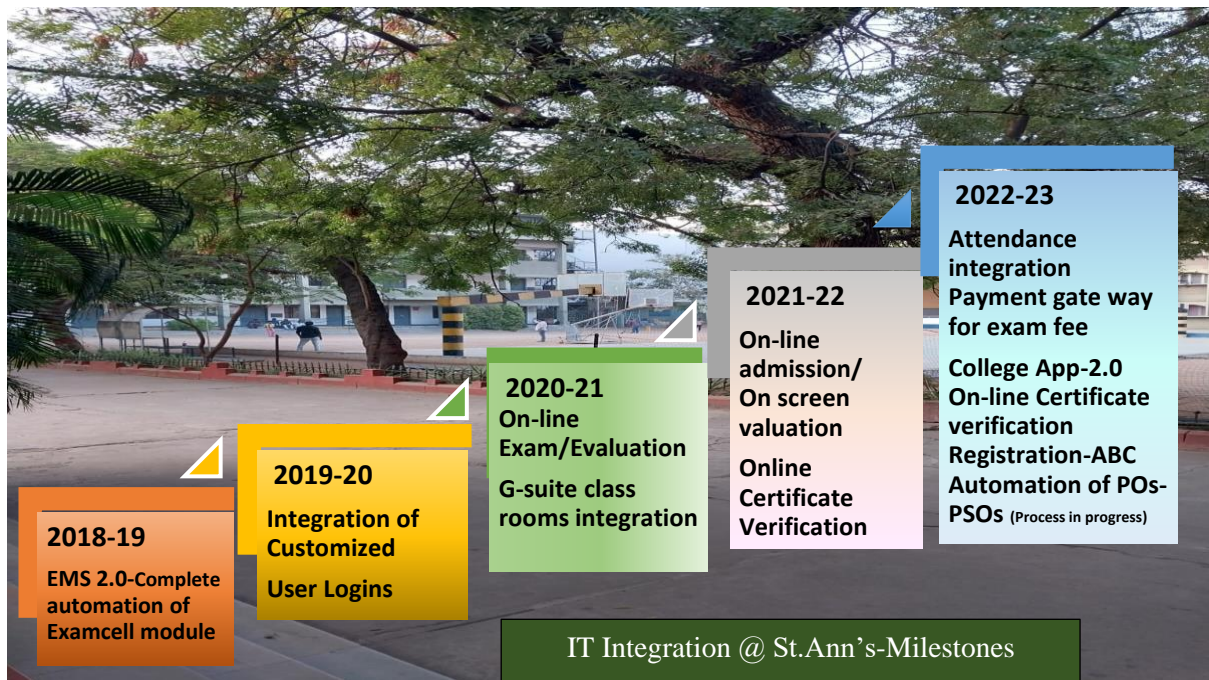 2018-19
EMS 2.0-Complete
automation of
Examcell module
2019-20
Integration of
Customized
User Logins
2020-21
On-line
Exam/Evaluation
G-suite class
rooms integration
2021-22
On-line
admission/
On screen
valuation
Online
Certificate
Verification
2022-23
Attendance
integration
Payment gate way
for exam fee
College App-2.0
On-line Certificate
verification
Registration-ABC
Automation of POs-
PSOs (Process in progress)
IT Integration @ St.Ann's-Milestones